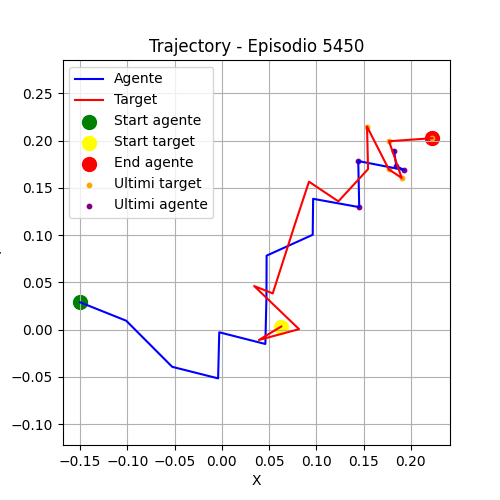 Trajectory - Episodio 5450
Agente
Target
Start agente
Start target
End agente
Ultimi target
Ultimi agente
0.25
0.20
0.15
0.10
0.05
0.00
−0.05
−0.10
−0.15 −0.10 −0.05 0.00 0.05 0.10 0.15 0.20
X